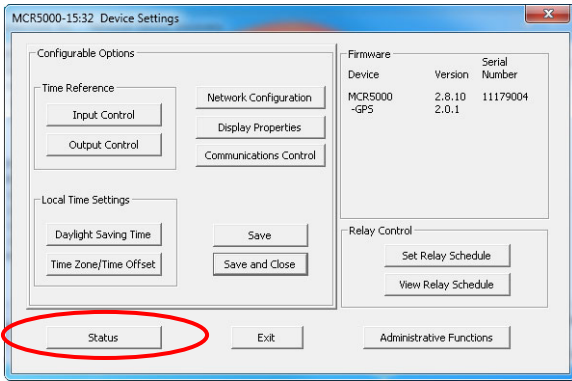 MCR5000-15:32 Device Settings
Configurable Options
Time Reference
Input Control
Output Control
Network Configuration
Display Properties
Communications Control
Local Time Settings
Daylight Saving Time
Time Zone/Time Offset
Save
Save and Close
Firmware
Device Version Serial Number
MCR5000 2.8.10 11179004
-GPS 2.0.1
Relay Control
Set Relay Schedule
View Relay Schedule
Status
Exit
Administrative Functions